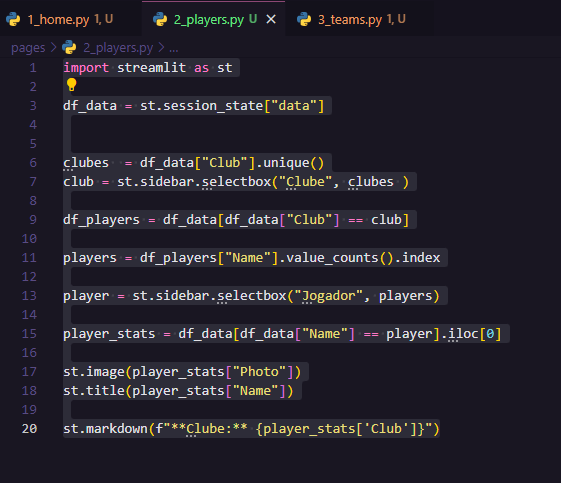 1_home.py 1, U
2_players.py U ×
3_teams.py 1, U
pages > 2_players.py > ...
1 import streamlit as st
2
3 df_data = st.session_state["data"]
4
5
6 clubes  = df_data["Club"].unique()
7 club = st.sidebar.selectbox("Clube", clubes )
8
9 df_players = df_data[df_data["Club"] == club]
10
11 players = df_players["Name"].value_counts().index
12
13 player = st.sidebar.selectbox("Jogador", players)
14
15 player_stats = df_data[df_data["Name"] == player].iloc[0]
16
17 st.image(player_stats["Photo"])
18 st.title(player_stats["Name"])
19
20 st.markdown(f"**Clube:** {player_stats['Club']}")